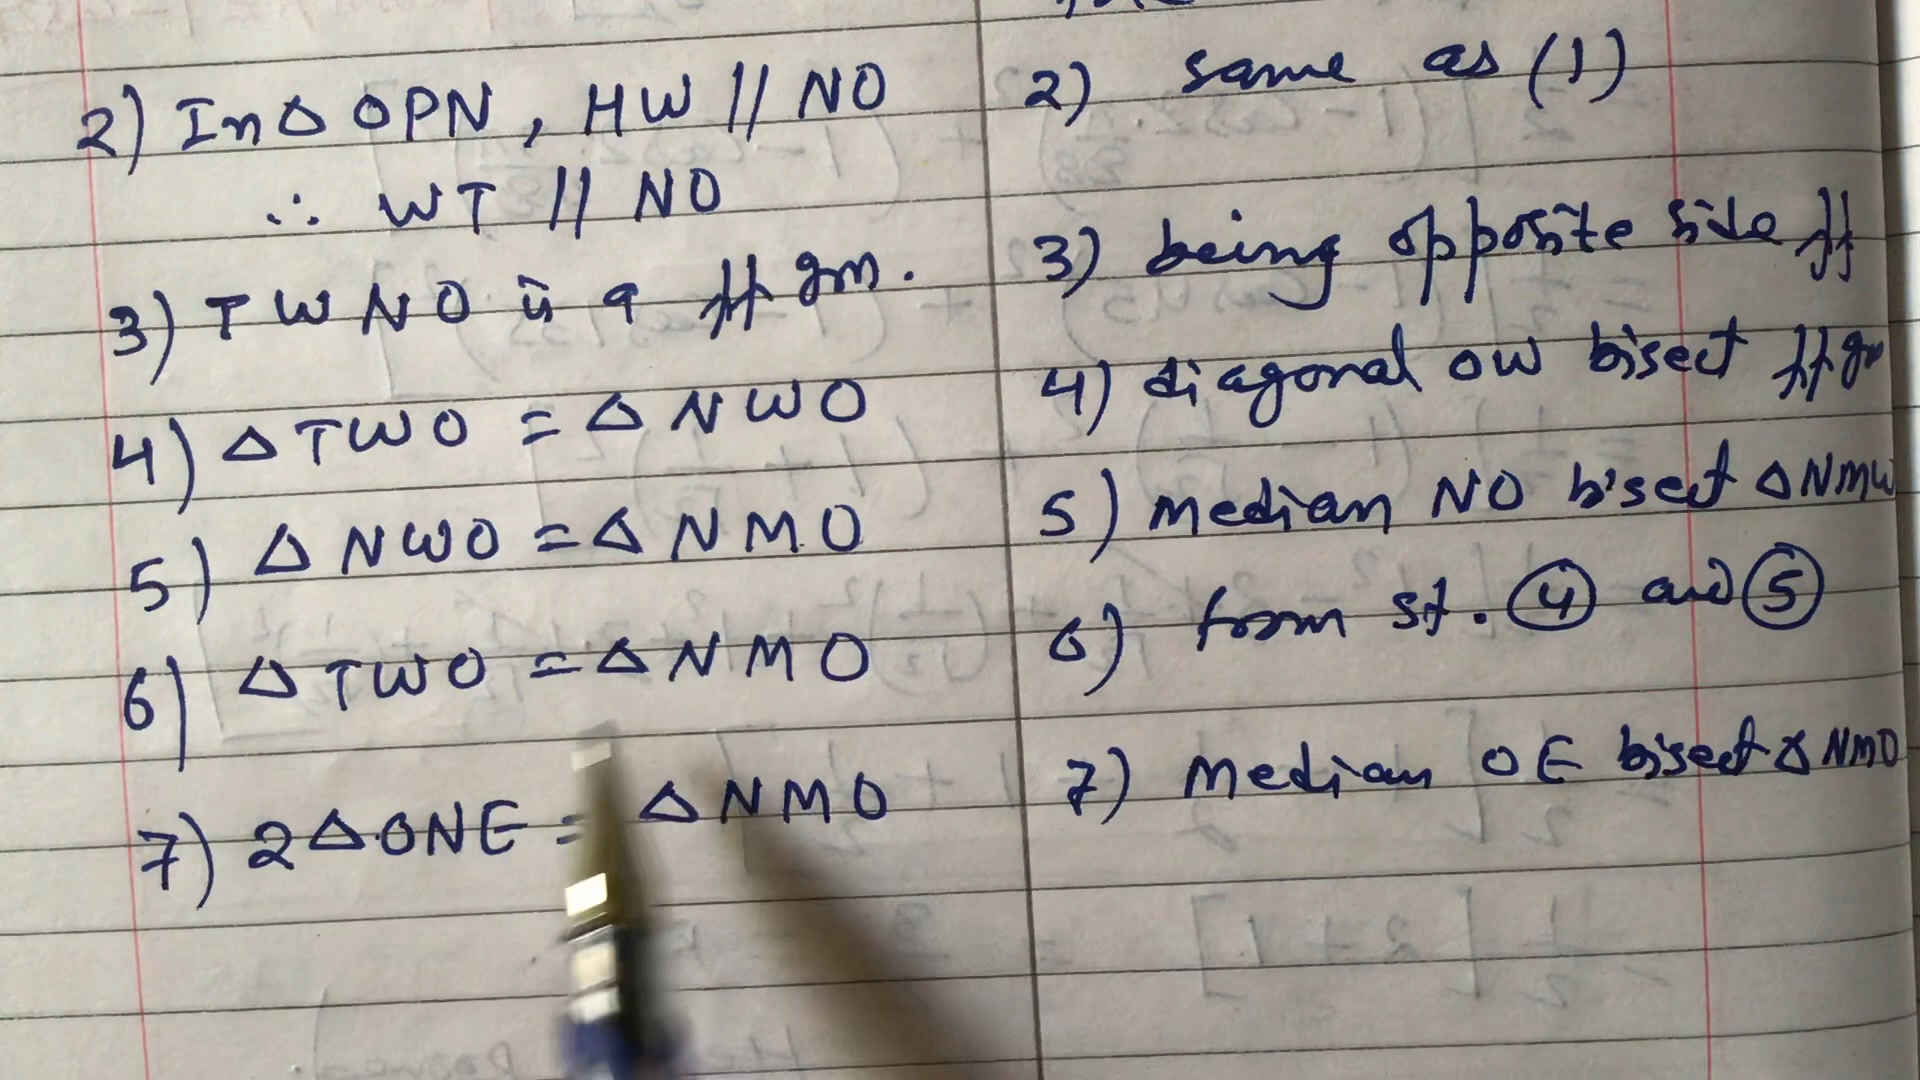 2) In Δ OPN, HW // NO
2) same as (1)
∴ WT // NO
3) TWNO is a //gm.
3) being opposite side //
4) Δ TWO = Δ NWO
4) diagonal OW bisect //gm
5) Δ NWO = Δ NMO
5) Median NO bisect Δ NMW
6) Δ TWO = Δ NMO
6) from st. 4 and 5
7) 2 Δ ONE = Δ NMO
7) Median OE bisect Δ NMO